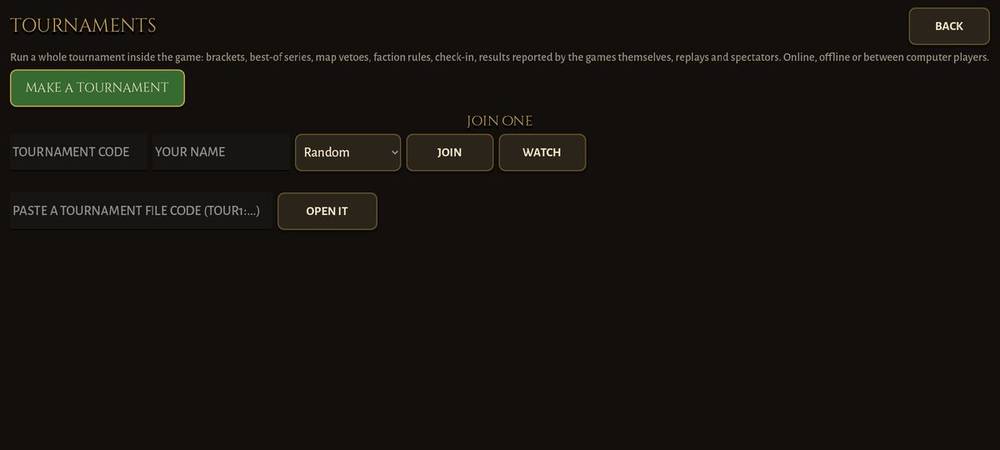 TOURNAMENTS
BACK
Run a whole tournament inside the game: brackets, best-of series, map vetoes, faction rules, check-in, results reported by the games themselves, replays and spectators. Online, offline or between computer players.
MAKE A TOURNAMENT
JOIN ONE
TOURNAMENT CODE YOUR NAME Random JOIN WATCH
PASTE A TOURNAMENT FILE CODE (TOUR1:...) OPEN IT